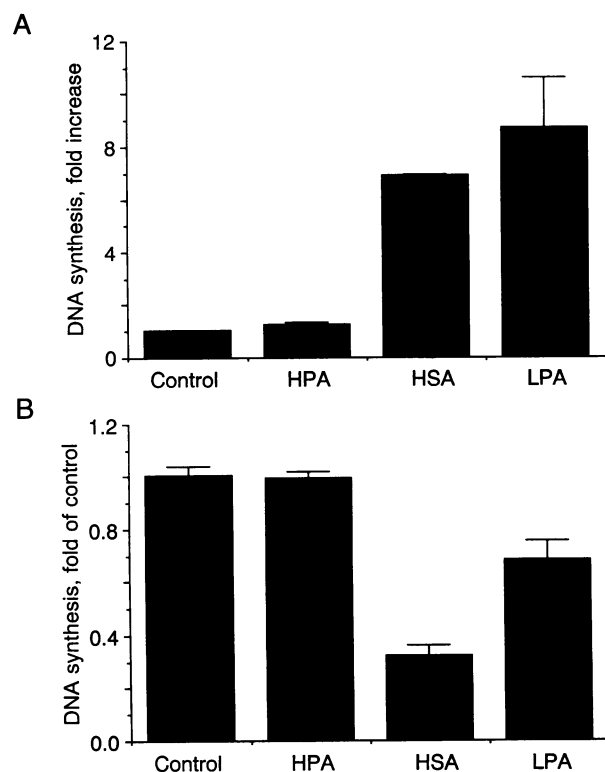 A
DNA synthesis, fold increase
12
8
4
0
Control HPA HSA LPA
B
DNA synthesis, fold of control
1.2
0.8
0.4
0.0
Control HPA HSA LPA